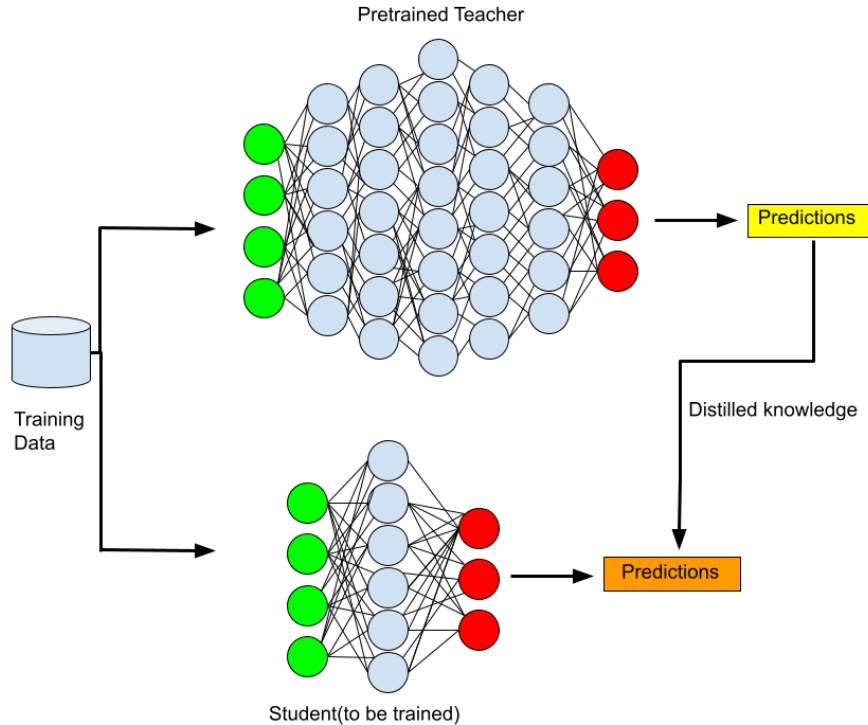 Pretrained Teacher
Predictions
Training
Data
Distilled knowledge
Predictions
Student(to be trained)